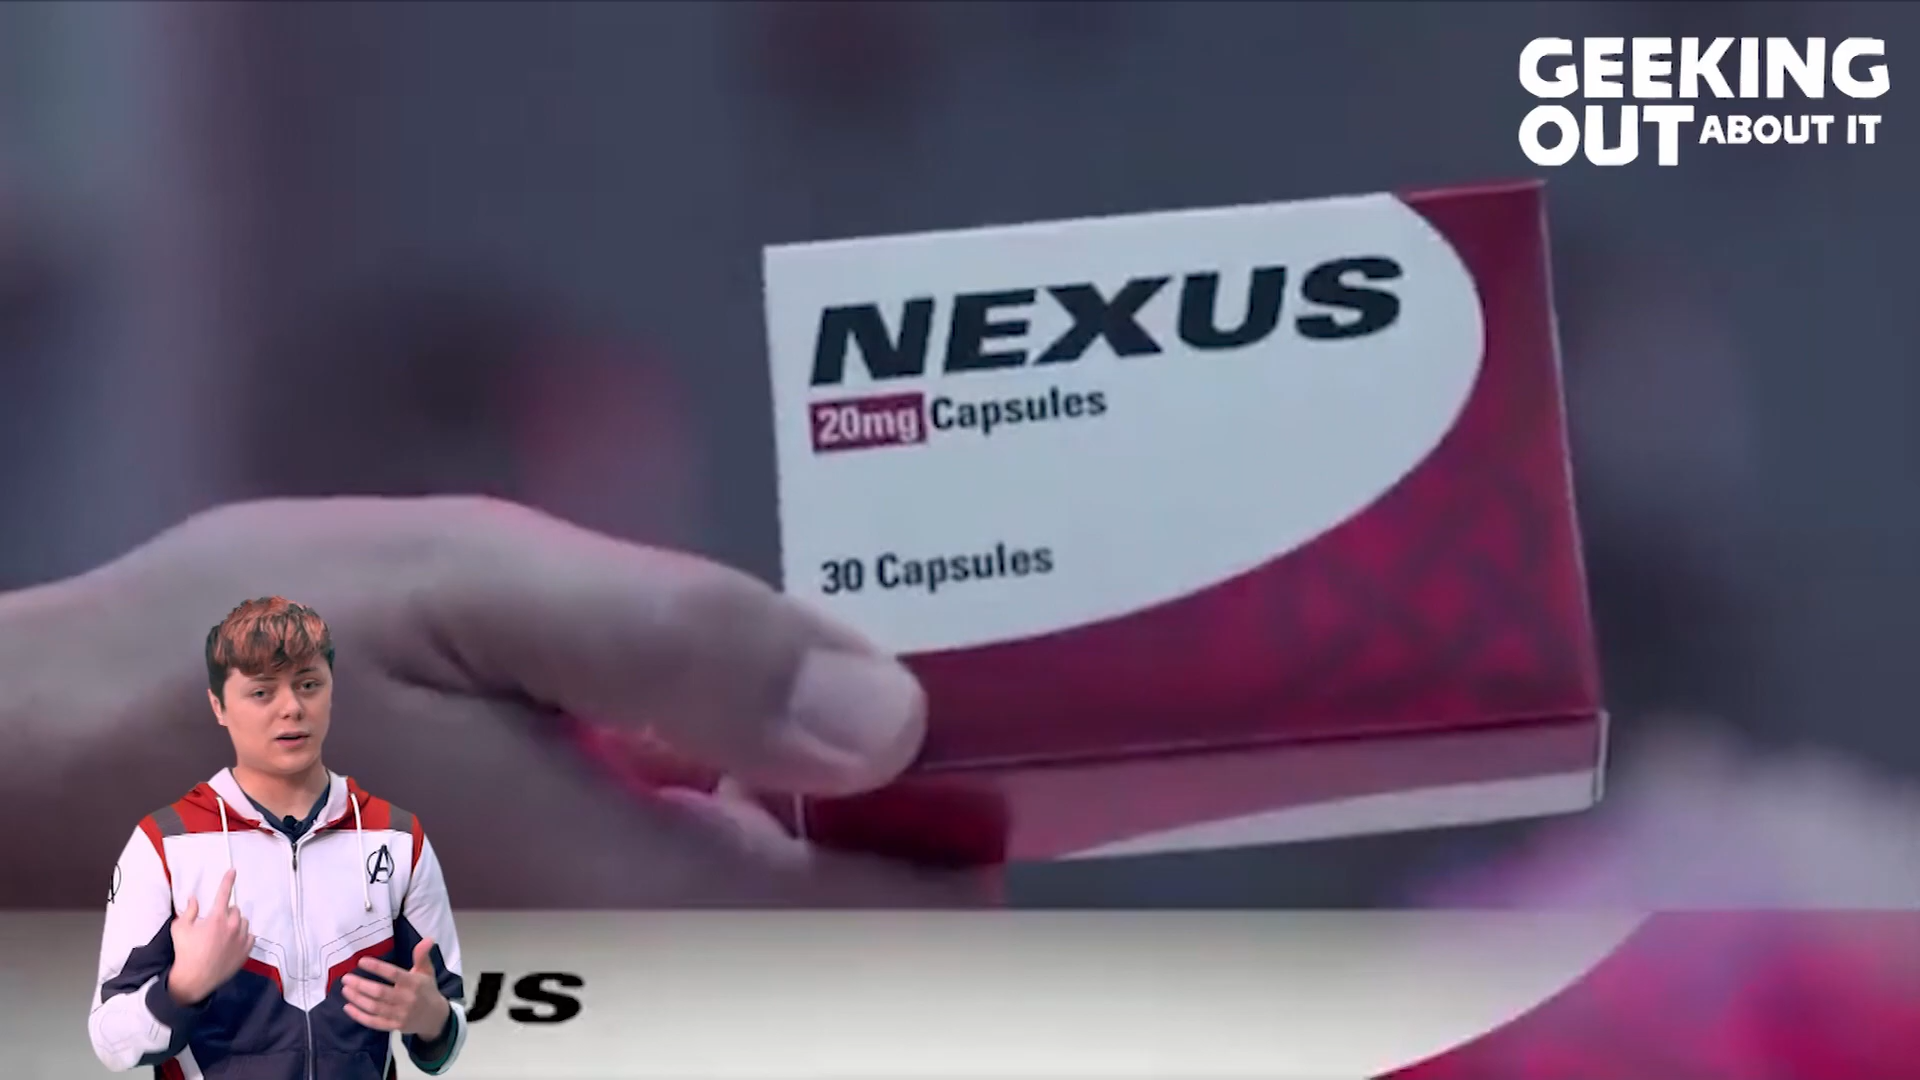 GEEKING
OUT ABOUT IT
NEXUS
20mg Capsules
30 Capsules
US